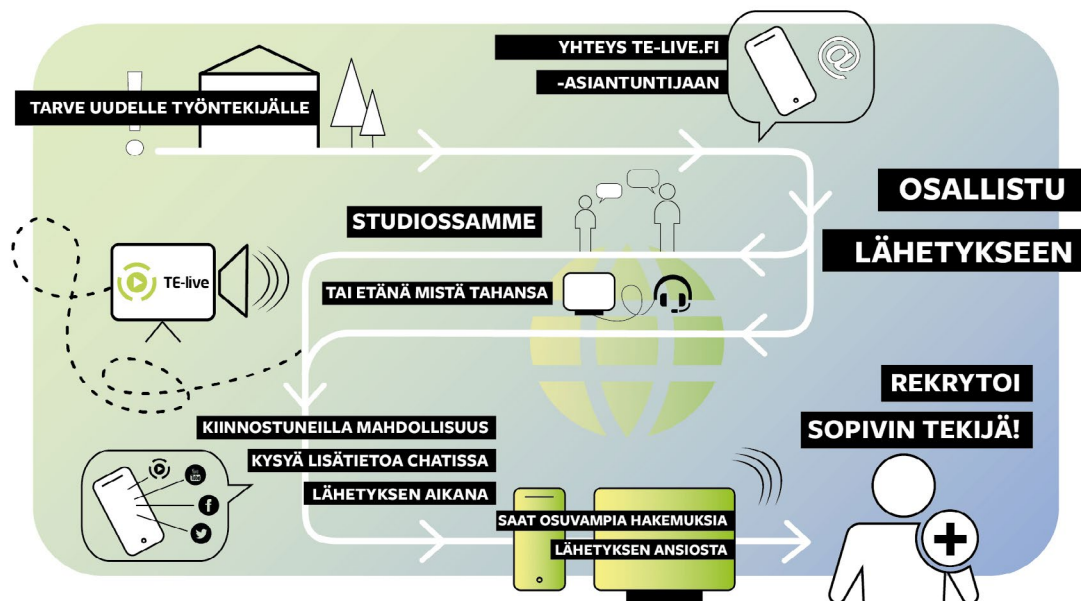 TARVE UUDELLE TYÖNTEKIJÄLLE
YHTEYS TE-LIVE.FI
-ASIANTUNTIJAAN
@
OSALLISTU
LÄHETYKSEEN
STUDIOSSAMME
TAI ETÄNÄ MISTÄ TAHANSA
TE-live
KIINNOSTUNEILLA MAHDOLLISUUS
KYSYÄ LISÄTIETOA CHATISSA
LÄHETYKSEN AIKANA
SAAT OSUVAMPIA HAKEMUKSIA
LÄHETYKSEN ANSIOSTA
REKRYTOI
SOPIVIN TEKIJÄ!